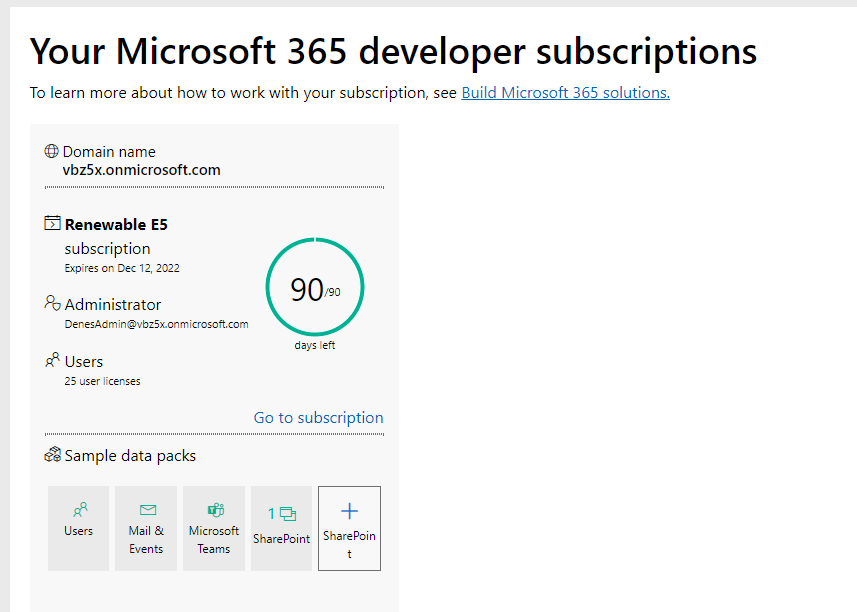 Your Microsoft 365 developer subscriptions
To learn more about how to work with your subscription, see Build Microsoft 365 solutions.
Domain name
vbz5x.onmicrosoft.com
Renewable E5
subscription
Expires on Dec 12, 2022
90/90
days left
Administrator
DenesAdmin@vbz5x.onmicrosoft.com
Users
25 user licenses
Go to subscription
Sample data packs
Users
Mail &
Events
Microsoft
Teams
1
SharePoint
SharePoin
t